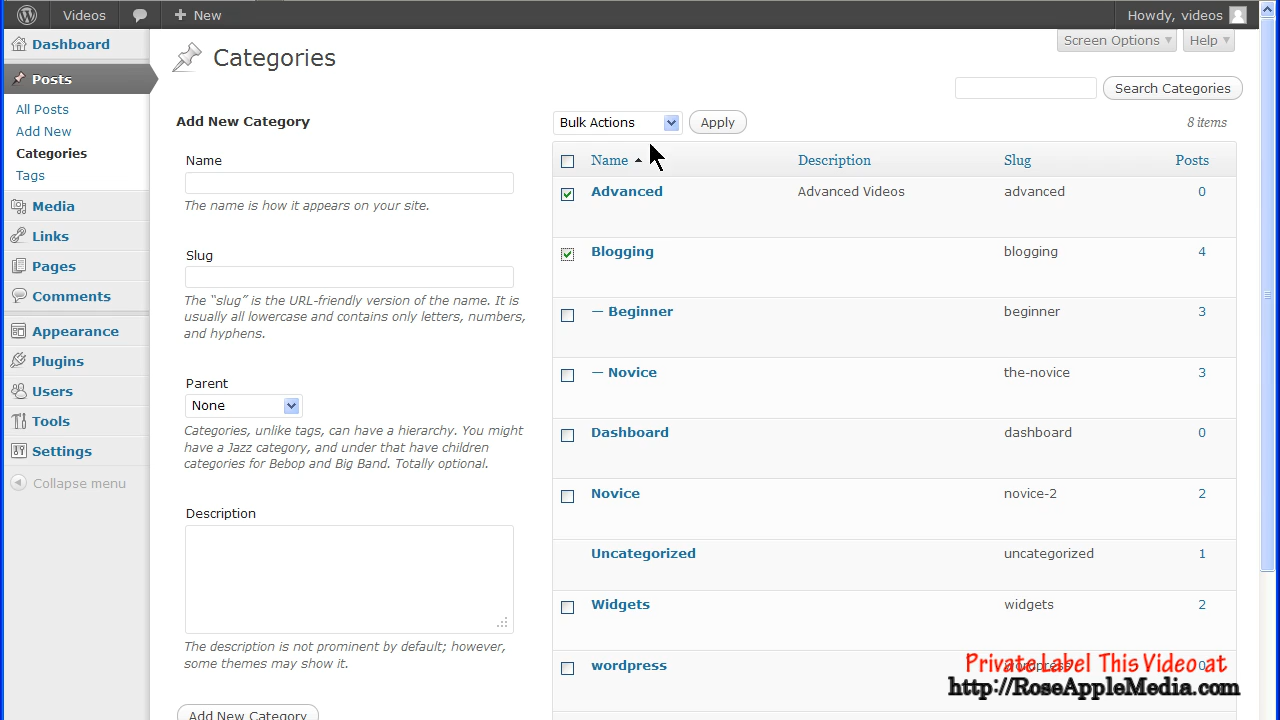 Videos
New
Howdy, videos
Dashboard
Posts
All Posts
Add New
Categories
Tags
Media
Links
Pages
Comments
Appearance
Plugins
Users
Tools
Settings
Collapse menu
Categories
Screen Options
Help
Search Categories
Add New Category
Name
The name is how it appears on your site.
Slug
The “slug” is the URL-friendly version of the name. It is
usually all lowercase and contains only letters, numbers,
and hyphens.
Parent
None
Categories, unlike tags, can have a hierarchy. You might
have a Jazz category, and under that have children
categories for Bebop and Big Band. Totally optional.
Description
The description is not prominent by default; however,
some themes may show it.
Add New Category
Bulk Actions Apply 8 items
Name Description Slug Posts
Advanced Advanced Videos advanced 0
Blogging blogging 4
— Beginner beginner 3
— Novice the-novice 3
Dashboard dashboard 0
Novice novice-2 2
Uncategorized uncategorized 1
Widgets widgets 2
wordpress wordpress 0
Private Label This Video at
http://RoseAppleMedia.com